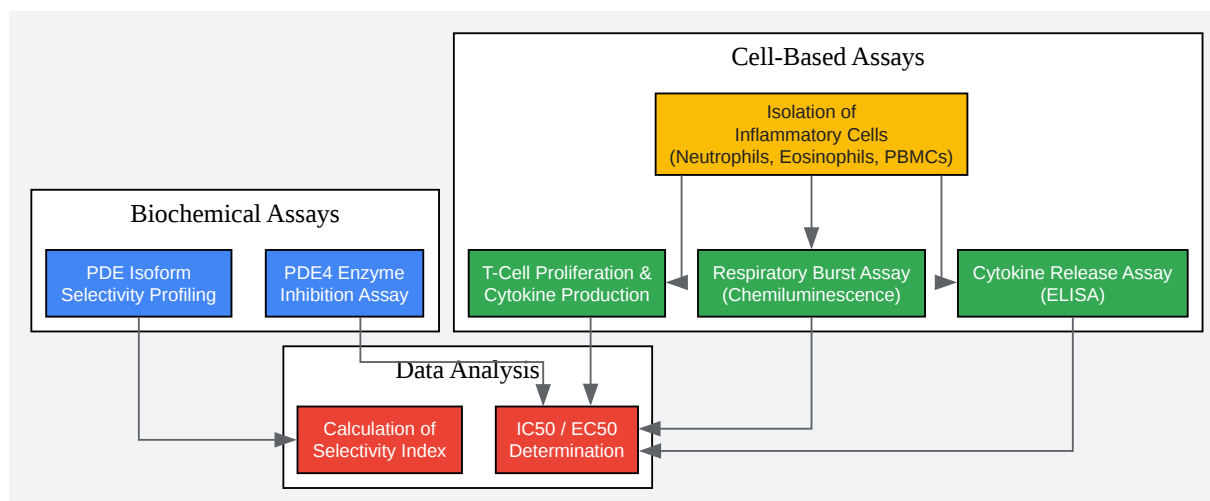 Cell-Based Assays
Isolation of
Inflammatory Cells
(Neutrophils, Eosinophils, PBMCs)
Biochemical Assays
PDE Isoform
Selectivity Profiling
PDE4 Enzyme
Inhibition Assay
T-Cell Proliferation &
Cytokine Production
Respiratory Burst Assay
(Chemiluminescence)
Cytokine Release Assay
(ELISA)
Data Analysis
Calculation of
Selectivity Index
IC50 / EC50
Determination